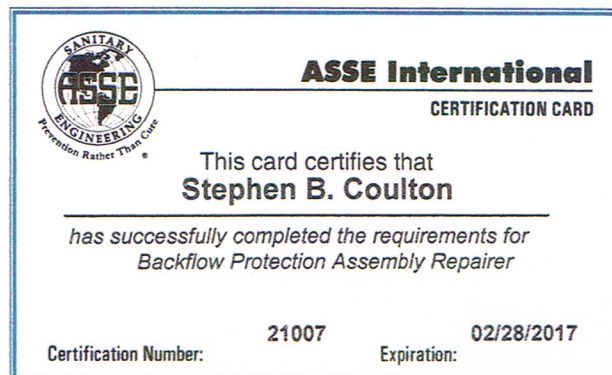 SANITARY
ASSE
ENGINEERING
Prevention Rather Than Cure
®
ASSE International
CERTIFICATION CARD
This card certifies that
Stephen B. Coulton
has successfully completed the requirements for
Backflow Protection Assembly Repairer
Certification Number: 21007 Expiration: 02/28/2017